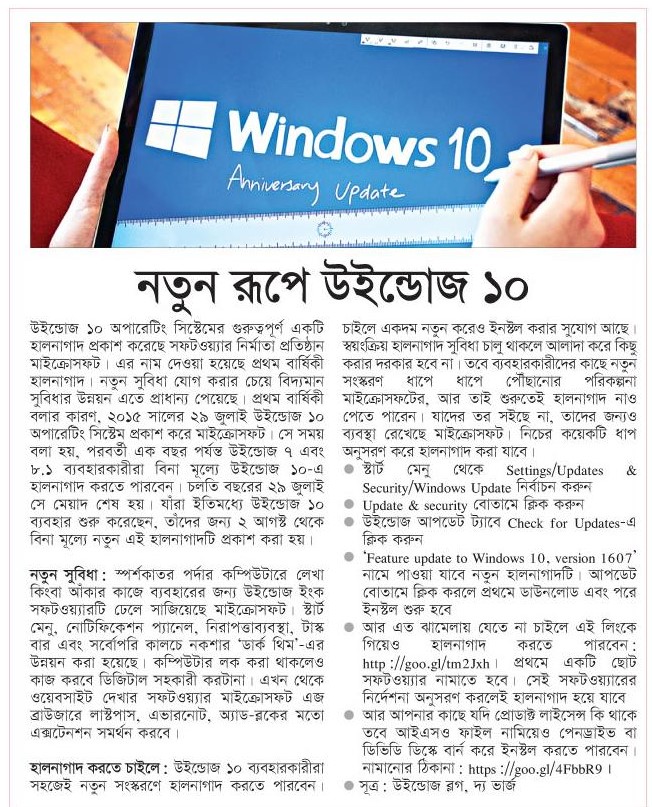 Windows 10
Anniversary Update
নতুন রূপে উইন্ডোজ ১০
উইন্ডোজ ১০ অপারেটিং সিস্টেমের গুরুত্বপূর্ণ একটি
হালনাগাদ প্রকাশ করেছে সফটওয়্যার নির্মাতা প্রতিষ্ঠান
মাইক্রোসফট। এর নাম দেওয়া হয়েছে প্রথম বার্ষিকী
হালনাগাদ। নতুন সুবিধা যোগ করার চেয়ে বিদ্যমান
সুবিধার উন্নয়ন এতে প্রাধান্য পেয়েছে। প্রথম বার্ষিকী
বলার কারণ, ২০১৫ সালের ২৯ জুলাই উইন্ডোজ ১০
অপারেটিং সিস্টেম প্রকাশ করে মাইক্রোসফট। সে সময়
বলা হয়, পরবর্তী এক বছর পর্যন্ত উইন্ডোজ ৭ এবং
৮.১ ব্যবহারকারীরা বিনা মূল্যে উইন্ডোজ ১০-এ
হালনাগাদ করতে পারবেন। চলতি বছরের ২৯ জুলাই
সে মেয়াদ শেষ হয়। যাঁরা ইতিমধ্যে উইন্ডোজ ১০
ব্যবহার শুরু করেছেন, তাঁদের জন্য ২ আগস্ট থেকে
বিনা মূল্যে নতুন এই হালনাগাদটি প্রকাশ করা হয়।
নতুন সুবিধা : স্পর্শকাতর পর্দার কম্পিউটারে লেখা
কিংবা আঁকার কাজে ব্যবহারের জন্য উইন্ডোজ ইংক
সফটওয়্যারটি ঢেলে সাজিয়েছে মাইক্রোসফট। স্টার্ট
মেনু, নোটিফিকেশন প্যানেল, নিরাপত্তাব্যবস্থা, টাস্ক
বার এবং সর্বোপরি কালচে নকশার ‘ডার্ক থিম’-এর
উন্নয়ন করা হয়েছে। কম্পিউটার লক করা থাকলেও
কাজ করবে ডিজিটাল সহকারী করটানা। এখন থেকে
ওয়েবসাইট দেখার সফটওয়্যার মাইক্রোসফট এজ
ব্রাউজারে লাস্টপাস, এভারনোট, অ্যাড-ব্লকের মতো
এক্সটেনশন সমর্থন করবে।
হালনাগাদ করতে চাইলে : উইন্ডোজ ১০ ব্যবহারকারীরা
সহজেই নতুন সংস্করণে হালনাগাদ করতে পারবেন।
চাইলে একদম নতুন করেও ইনস্টল করার সুযোগ আছে।
স্বয়ংক্রিয় হালনাগাদ সুবিধা চালু থাকলে আলাদা করে কিছু
করার দরকার হবে না। তবে ব্যবহারকারীদের কাছে নতুন
সংস্করণ ধাপে ধাপে পৌঁছানোর পরিকল্পনা
মাইক্রোসফটের, আর তাই শুরুতেই হালনাগাদ নাও
পেতে পারেন। যাদের তর সইছে না, তাদের জন্যও
ব্যবস্থা রেখেছে মাইক্রোসফট। নিচের কয়েকটি ধাপ
অনুসরণ করে হালনাগাদ করা যাবে।
● স্টার্ট মেনু থেকে Settings/Updates &
Security/Windows Update নির্বাচন করুন
● Update & security বোতামে ক্লিক করুন
● উইন্ডোজ আপডেট ট্যাবে Check for Updates-এ
ক্লিক করুন
● ‘Feature update to Windows 10, version 1607’
নামে পাওয়া যাবে নতুন হালনাগাদটি। আপডেট
বোতামে ক্লিক করলে প্রথমে ডাউনলোড এবং পরে
ইনস্টল শুরু হবে
● আর এত ঝামেলায় যেতে না চাইলে এই লিংকে
গিয়েও হালনাগাদ করতে পারবেন :
http://goo.gl/tm2Jxh। প্রথমে একটি ছোট
সফটওয়্যার নামাতে হবে। সেই সফটওয়্যারের
নির্দেশনা অনুসরণ করলেই হালনাগাদ হয়ে যাবে
● আর আপনার কাছে যদি প্রোডাক্ট লাইসেন্স কি থাকে
তবে আইএসও ফাইল নামিয়েও পেনড্রাইভ বা
ডিভিডি ডিস্কে বার্ন করে ইনস্টল করতে পারবেন।
নামানোর ঠিকানা : https://goo.gl/4FbbR9।
● সূত্র : উইন্ডোজ ব্লগ, দ্য ভার্জ